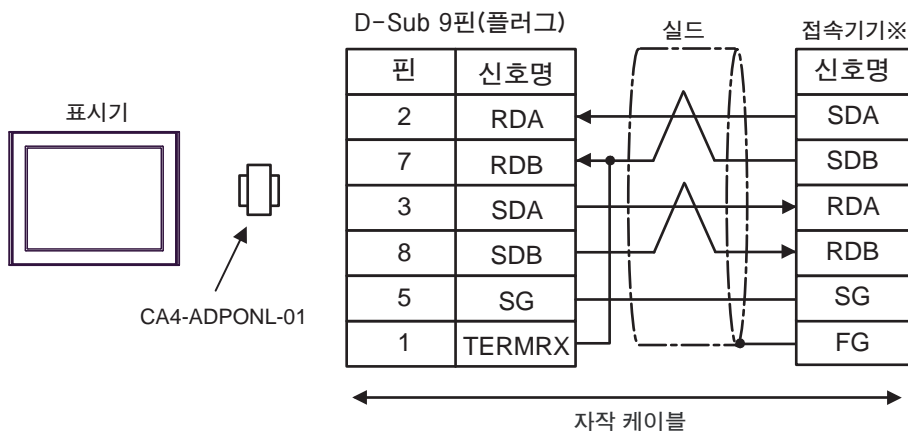 D-Sub 9핀(플러그)
실드
접속기기※
핀 신호명
신호명
2 RDA
SDA
7 RDB
SDB
3 SDA
RDA
8 SDB
RDB
5 SG
SG
1 TERMRX
FG
표시기
CA4-ADPONL-01
자작 케이블